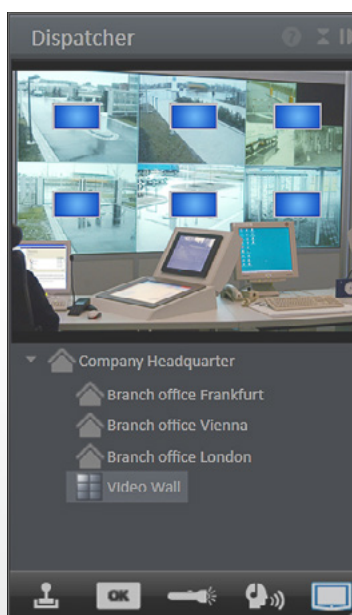 Dispatcher
Company Headquarter
Branch office Frankfurt
Branch office Vienna
Branch office London
Video Wall
OK